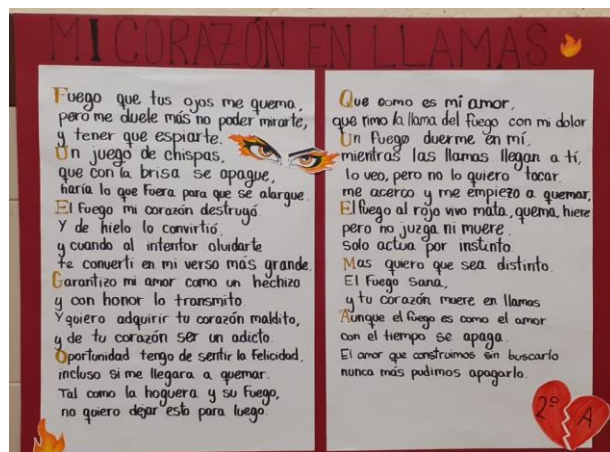 MI CORAZÓN EN LLAMAS
Fuego que tus ojos me quema,
pero me duele más no poder mirarte,
y tener que espiarte.
Un juego de chispas,
que con la brisa se apague,
haría lo que fuera para que se alargue.
El fuego mi corazón destruyó.
Y de hielo lo convirtió.
y cuando al intentar olvidarte
te converti en mi verso más grande.
Garantizo mi amor como un hechizo
y con honor lo transmito.
Y quiero adquirir tu corazón maldito,
y de tu corazón ser un adicto.
Oportunidad tengo de sentir la felicidad,
incluso si me llegara a quemar.
Tal como la hoguera y su fuego,
no quiero dejar esto para luego.
Que como es mi amor,
que rimo la llama del fuego con mi dolor
Un fuego duerme en mí,
mientras las llamas llegan a tí,
lo veo, pero no lo quiero tocar.
me acerco y me empiezo a quemar,
El fuego al rojo vivo mata, quema, hiere
pero no juzga ni muere.
Solo actua por instinto.
Mas quiero que sea distinto.
El fuego sana,
y tu corazón muere en llamas
Aunque el fuego es como el amor
con el tiempo se apaga.
El amor que construimos sin buscarlo
nunca más pudimos apagarlo.
2º A